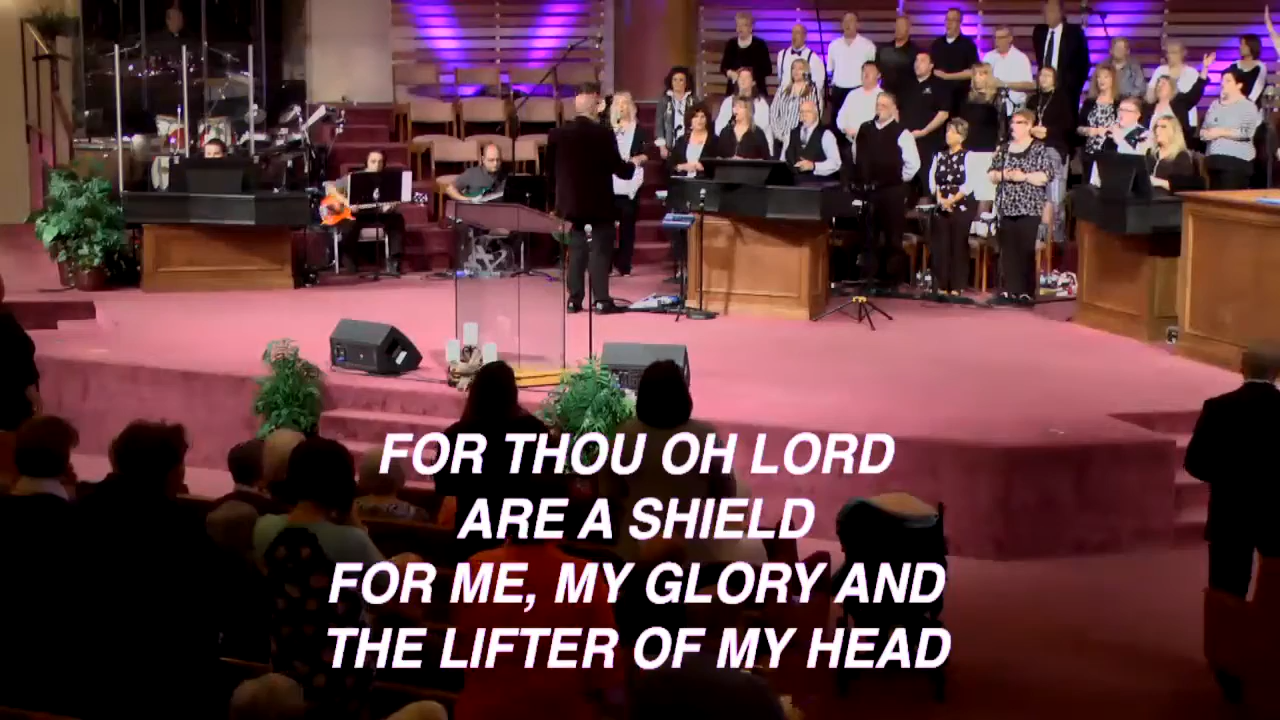 FOR THOU OH LORD
ARE A SHIELD
FOR ME, MY GLORY AND
THE LIFTER OF MY HEAD